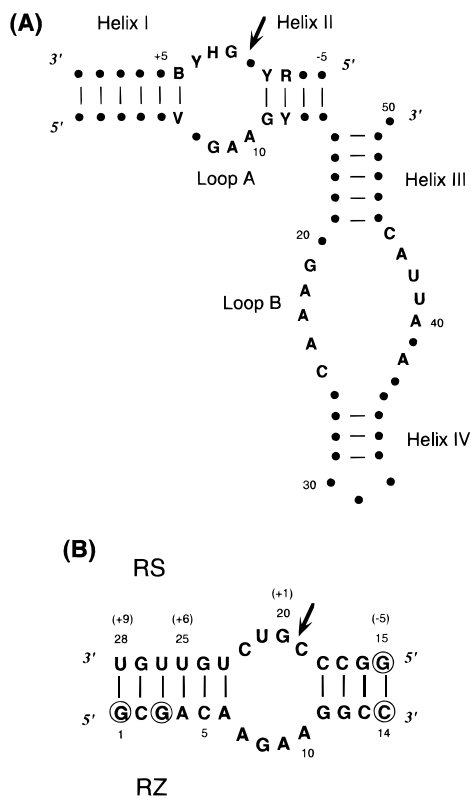 (A)
Helix I
Helix II
3'
+5
B
Y
H
G
Y R
-5
5'
5'
V
G
A
A
G
Y
10
Loop A
50
3'
Helix III
20
C
A
U
U
A
40
A
G
A
A
A
C
Loop B
Helix IV
30
(B)
RS
(+9)
(+6)
(+1)
(-5)
28
25
20
15
3'
U G U U G U
C
U
G
C
C C G G
5'
5'
G C G A C A
A
G
A
A
G G C C
3'
1
5
10
14
RZ